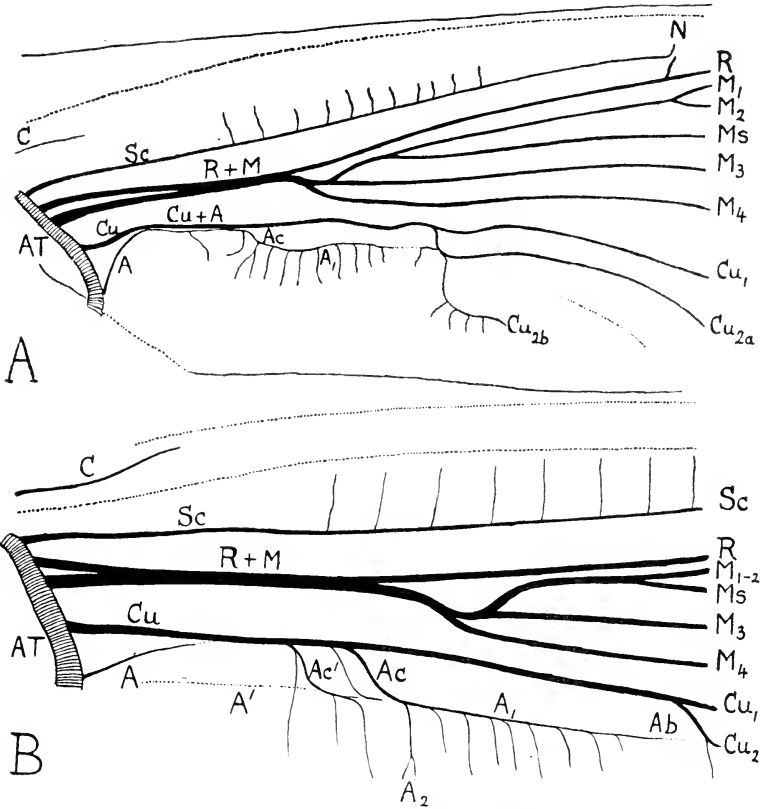 N
R
M₁
M₂
C
Sc
Ms
R+M
M₃
M₄
Cu
Cu+A
Ac
AT
A
A₁
Cu₁
Cu₂b
Cu₂a
A
C
Sc
Sc
R
R+M
M₁₋₂
Ms
Cu
M₃
AT
M₄
A
Ac'
Ac
A'
A₁
Ab
Cu₁
Cu₂
B
A₂